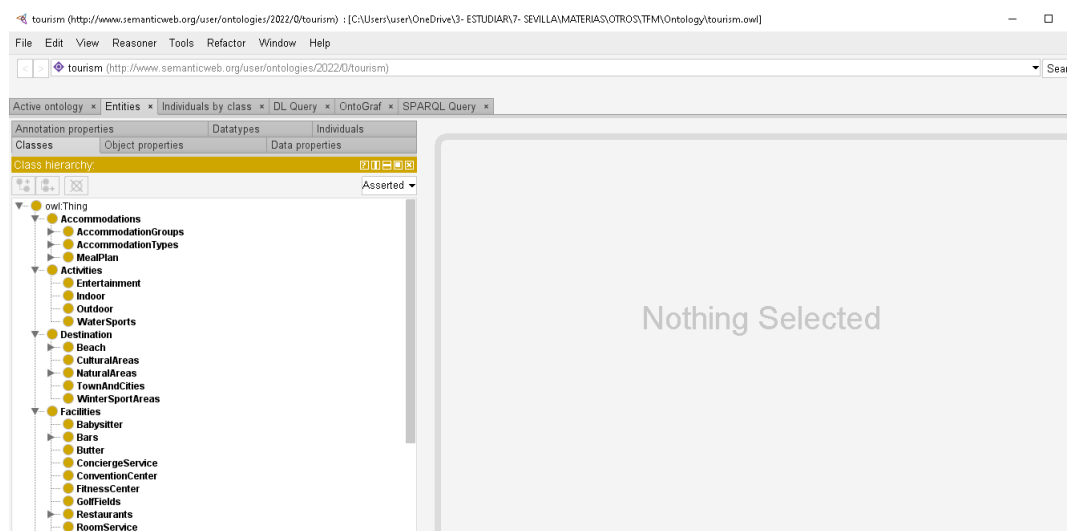 tourism (http://www.semanticweb.org/user/ontologies/2022/0/tourism) : [C:\Users\user\OneDrive\3- ESTUDIAR\7- SEVILLA\MATERIAS\OTROS\TFM\Ontology\tourism.owl]
File Edit View Reasoner Tools Refactor Window Help
< > tourism (http://www.semanticweb.org/user/ontologies/2022/0/tourism) Sear
Active ontology × Entities × Individuals by class × DL Query × OntoGraf × SPARQL Query ×
Annotation properties Datatypes Individuals
Classes Object properties Data properties
Class hierarchy:
Asserted
owl:Thing
Accommodations
AccommodationGroups
AccommodationTypes
MealPlan
Activities
Entertainment
Indoor
Outdoor
WaterSports
Destination
Beach
CulturalAreas
NaturalAreas
TownAndCities
WinterSportAreas
Facilities
Babysitter
Bars
Butter
ConciergeService
ConventionCenter
FitnessCenter
GolfFields
Restaurants
RoomService
Nothing Selected